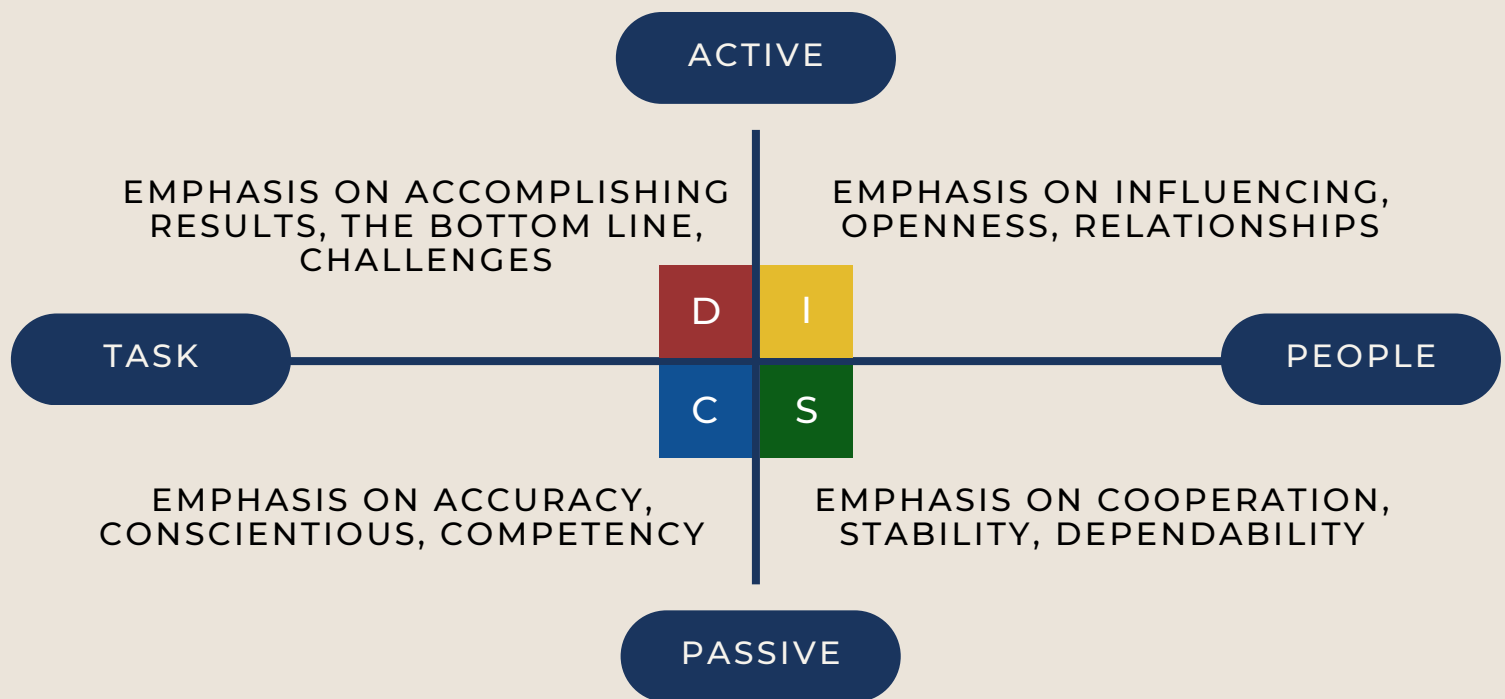 ACTIVE
EMPHASIS ON ACCOMPLISHING
RESULTS, THE BOTTOM LINE,
CHALLENGES
EMPHASIS ON INFLUENCING,
OPENNESS, RELATIONSHIPS
D
I
TASK
PEOPLE
C
S
EMPHASIS ON ACCURACY,
CONSCIENTIOUS, COMPETENCY
EMPHASIS ON COOPERATION,
STABILITY, DEPENDABILITY
PASSIVE